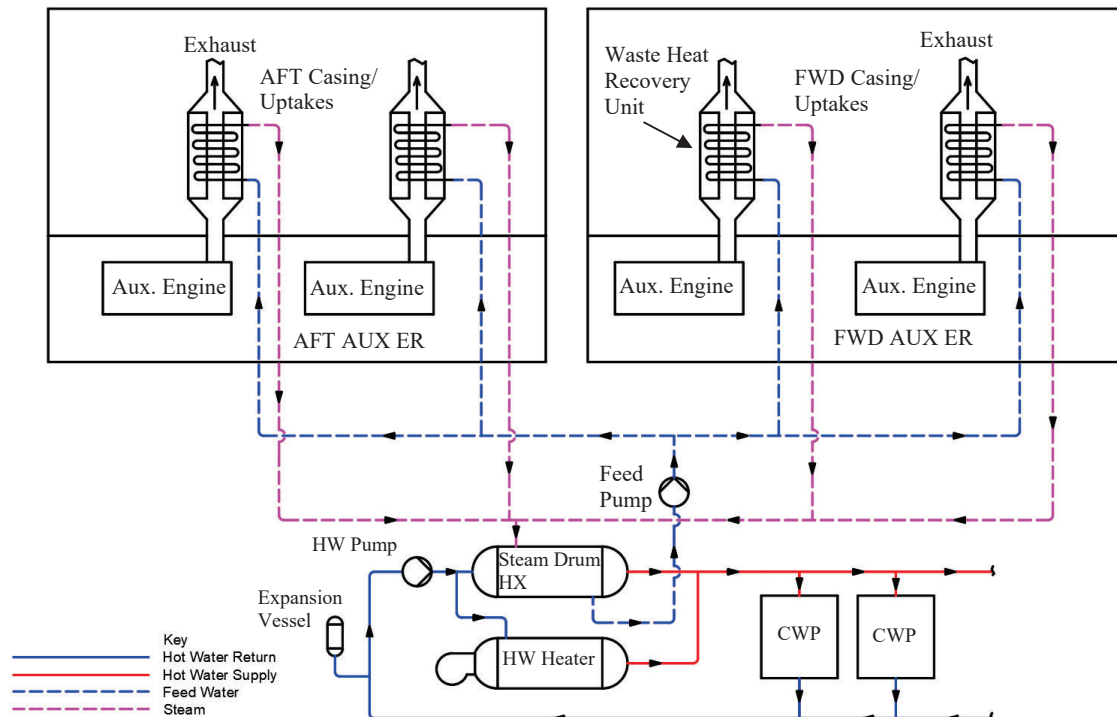 Exhaust
AFT Casing/
Uptakes
Waste Heat
Recovery
Unit
FWD Casing/
Uptakes
Exhaust
Aux. Engine
Aux. Engine
Aux. Engine
Aux. Engine
AFT AUX ER
FWD AUX ER
Feed
Pump
HW Pump
Steam Drum
HX
Expansion
Vessel
HW Heater
CWP
CWP
Key
Hot Water Return
Hot Water Supply
Feed Water
Steam